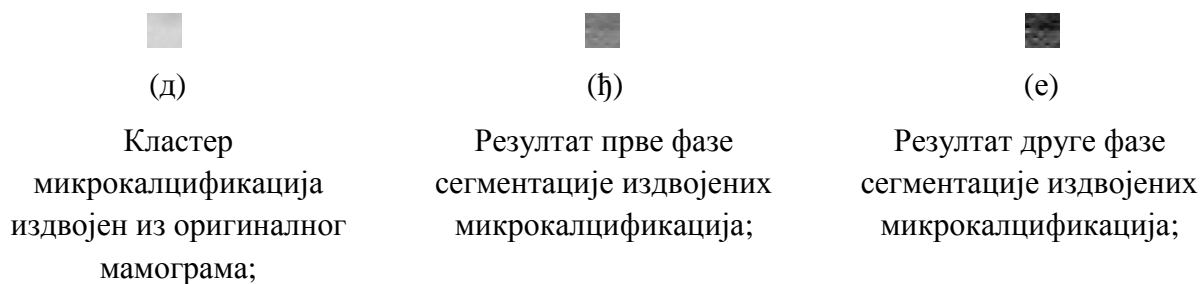 (д)
Кластер
микрокалцификација
издвојен из оригиналног
мамограма;
(ђ)
Резултат прве фазе
сегментације издвојених
микрокалцификација;
(е)
Резултат друге фазе
сегментације издвојених
микрокалцификација;